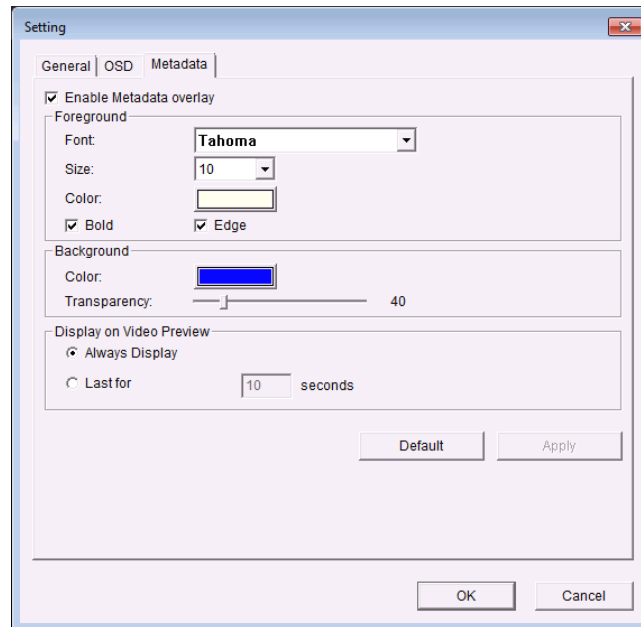 Setting
General OSD Metadata
Enable Metadata overlay
Foreground
Font: Tahoma
Size: 10
Color:
Bold Edge
Background
Color:
Transparency: 40
Display on Video Preview
Always Display
Last for 10 seconds
Default Apply
OK Cancel